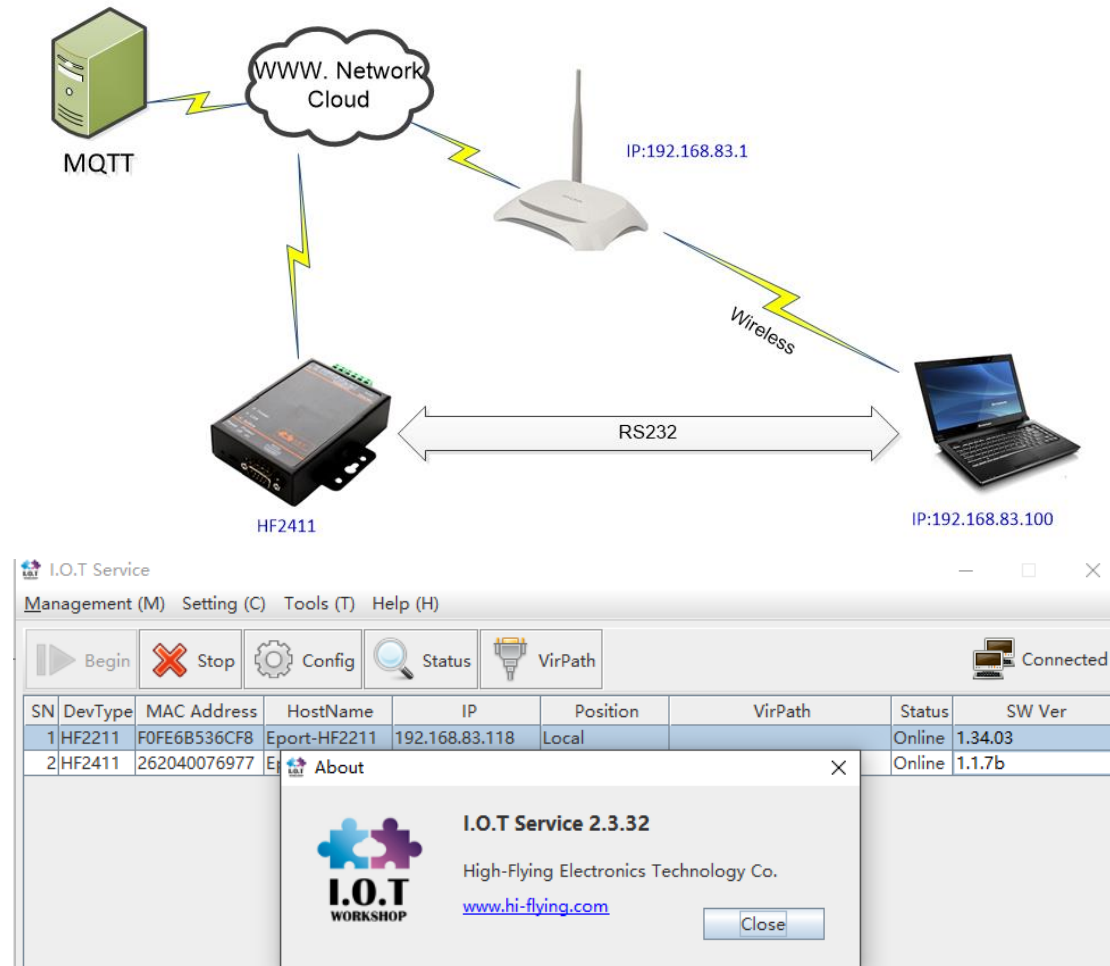 WWW. Network
Cloud
MQTT
IP:192.168.83.1
Wireless
RS232
HF2411
IP:192.168.83.100
I.O.T Service
Management (M) Setting (C) Tools (T) Help (H)
Begin Stop Config Status VirPath Connected
SN DevType MAC Address HostName IP Position VirPath Status SW Ver
1 HF2211 F0FE6B536CF8 Eport-HF2211 192.168.83.118 Local Online 1.34.03
2 HF2411 262040076977 Online 1.1.7b
About
I.O.T Service 2.3.32
High-Flying Electronics Technology Co.
www.hi-flying.com
I.O.T
WORKSHOP
Close